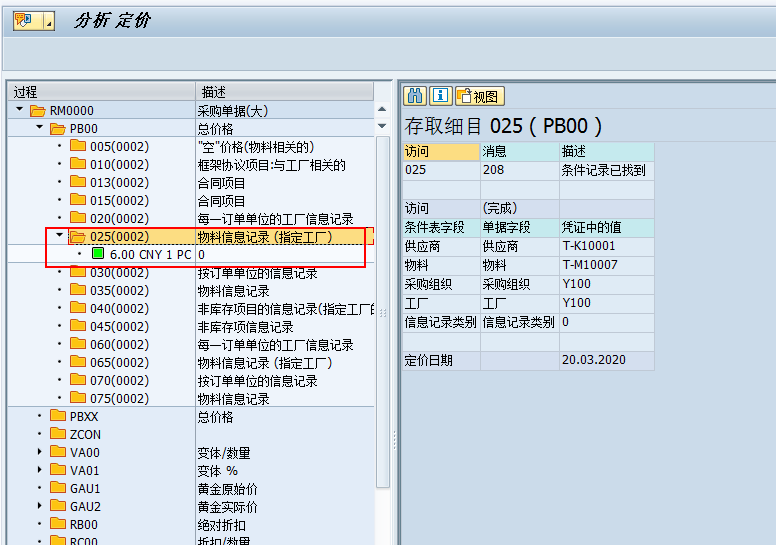 分析 定价
过程 描述
RM0000 采购单据(大)
PB00 总价格
005(0002) "空"价格(物料相关的)
010(0002) 框架协议项目:与工厂相关的
013(0002) 合同项目
015(0002) 合同项目
020(0002) 每一订单单位的工厂信息记录
025(0002) 物料信息记录 (指定工厂)
6.00 CNY 1 PC 0
030(0002) 按订单单位的信息记录
035(0002) 物料信息记录
040(0002) 非库存项目的信息记录(指定工厂的
045(0002) 非库存项信息记录
060(0002) 每一订单单位的工厂信息记录
065(0002) 物料信息记录 (指定工厂)
070(0002) 按订单单位的信息记录
075(0002) 物料信息记录
PBXX 总价格
ZCON
VA00 变体/数量
VA01 变体 %
GAU1 黄金原始价
GAU2 黄金实际价
RB00 绝对折扣
RC00 折扣/数量
视图
存取细目 025 ( PB00 )
访问 消息 描述
025 208 条件记录已找到
访问 (完成)
条件表字段 单据字段 凭证中的值
供应商 供应商 T-K10001
物料 物料 T-M10007
采购组织 采购组织 Y100
工厂 工厂 Y100
信息记录类别 信息记录类别 0
定价日期 20.03.2020